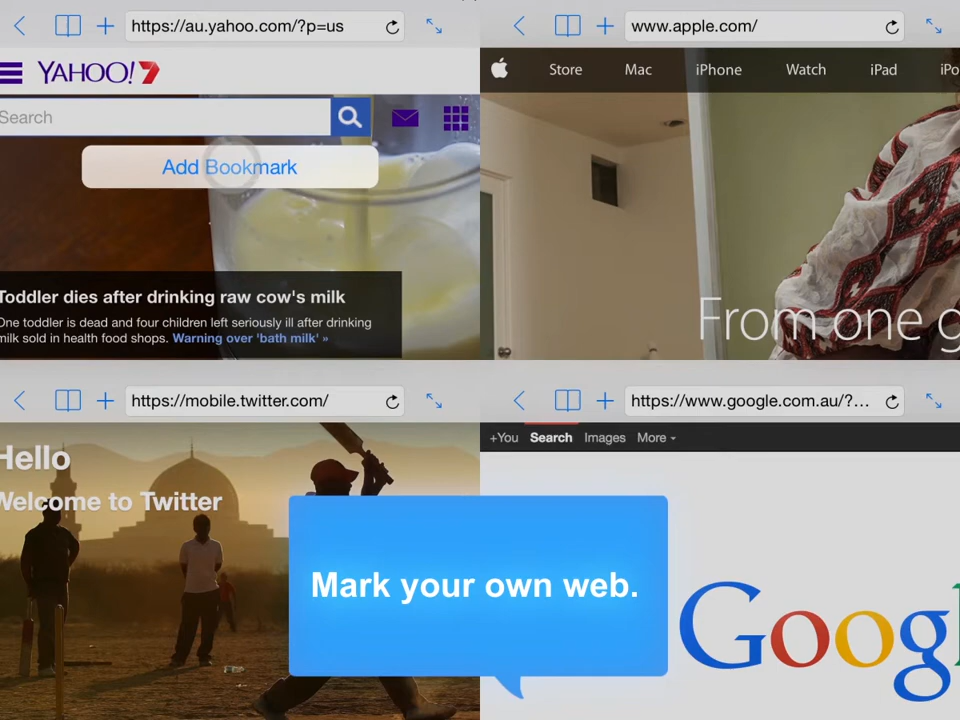 https://au.yahoo.com/?p=us
YAHOO!7
Search
Add Bookmark
Toddler dies after drinking raw cow's milk
One toddler is dead and four children left seriously ill after drinking
milk sold in health food shops. Warning over 'bath milk' »
www.apple.com/
Store Mac iPhone Watch iPad iPo
From one g
https://mobile.twitter.com/
Hello
Welcome to Twitter
https://www.google.com.au/?...
+You Search Images More
Googl
Mark your own web.